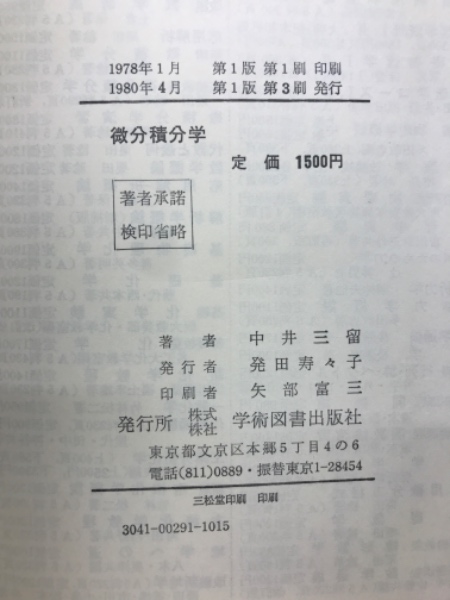 1978年1月　第1版 第1刷 印刷
1980年4月　第1版 第3刷 発行
微分積分学
定 価 1500円
著者承諾
検印省略
著 者 中井三留
発行者 発田寿々子
印刷者 矢部富三
発行所 株式株社 学術図書出版社
東京都文京区本郷5丁目4の6
電話(811)0889・振替東京1-28454
三松堂印刷 印刷
3041-00291-1015